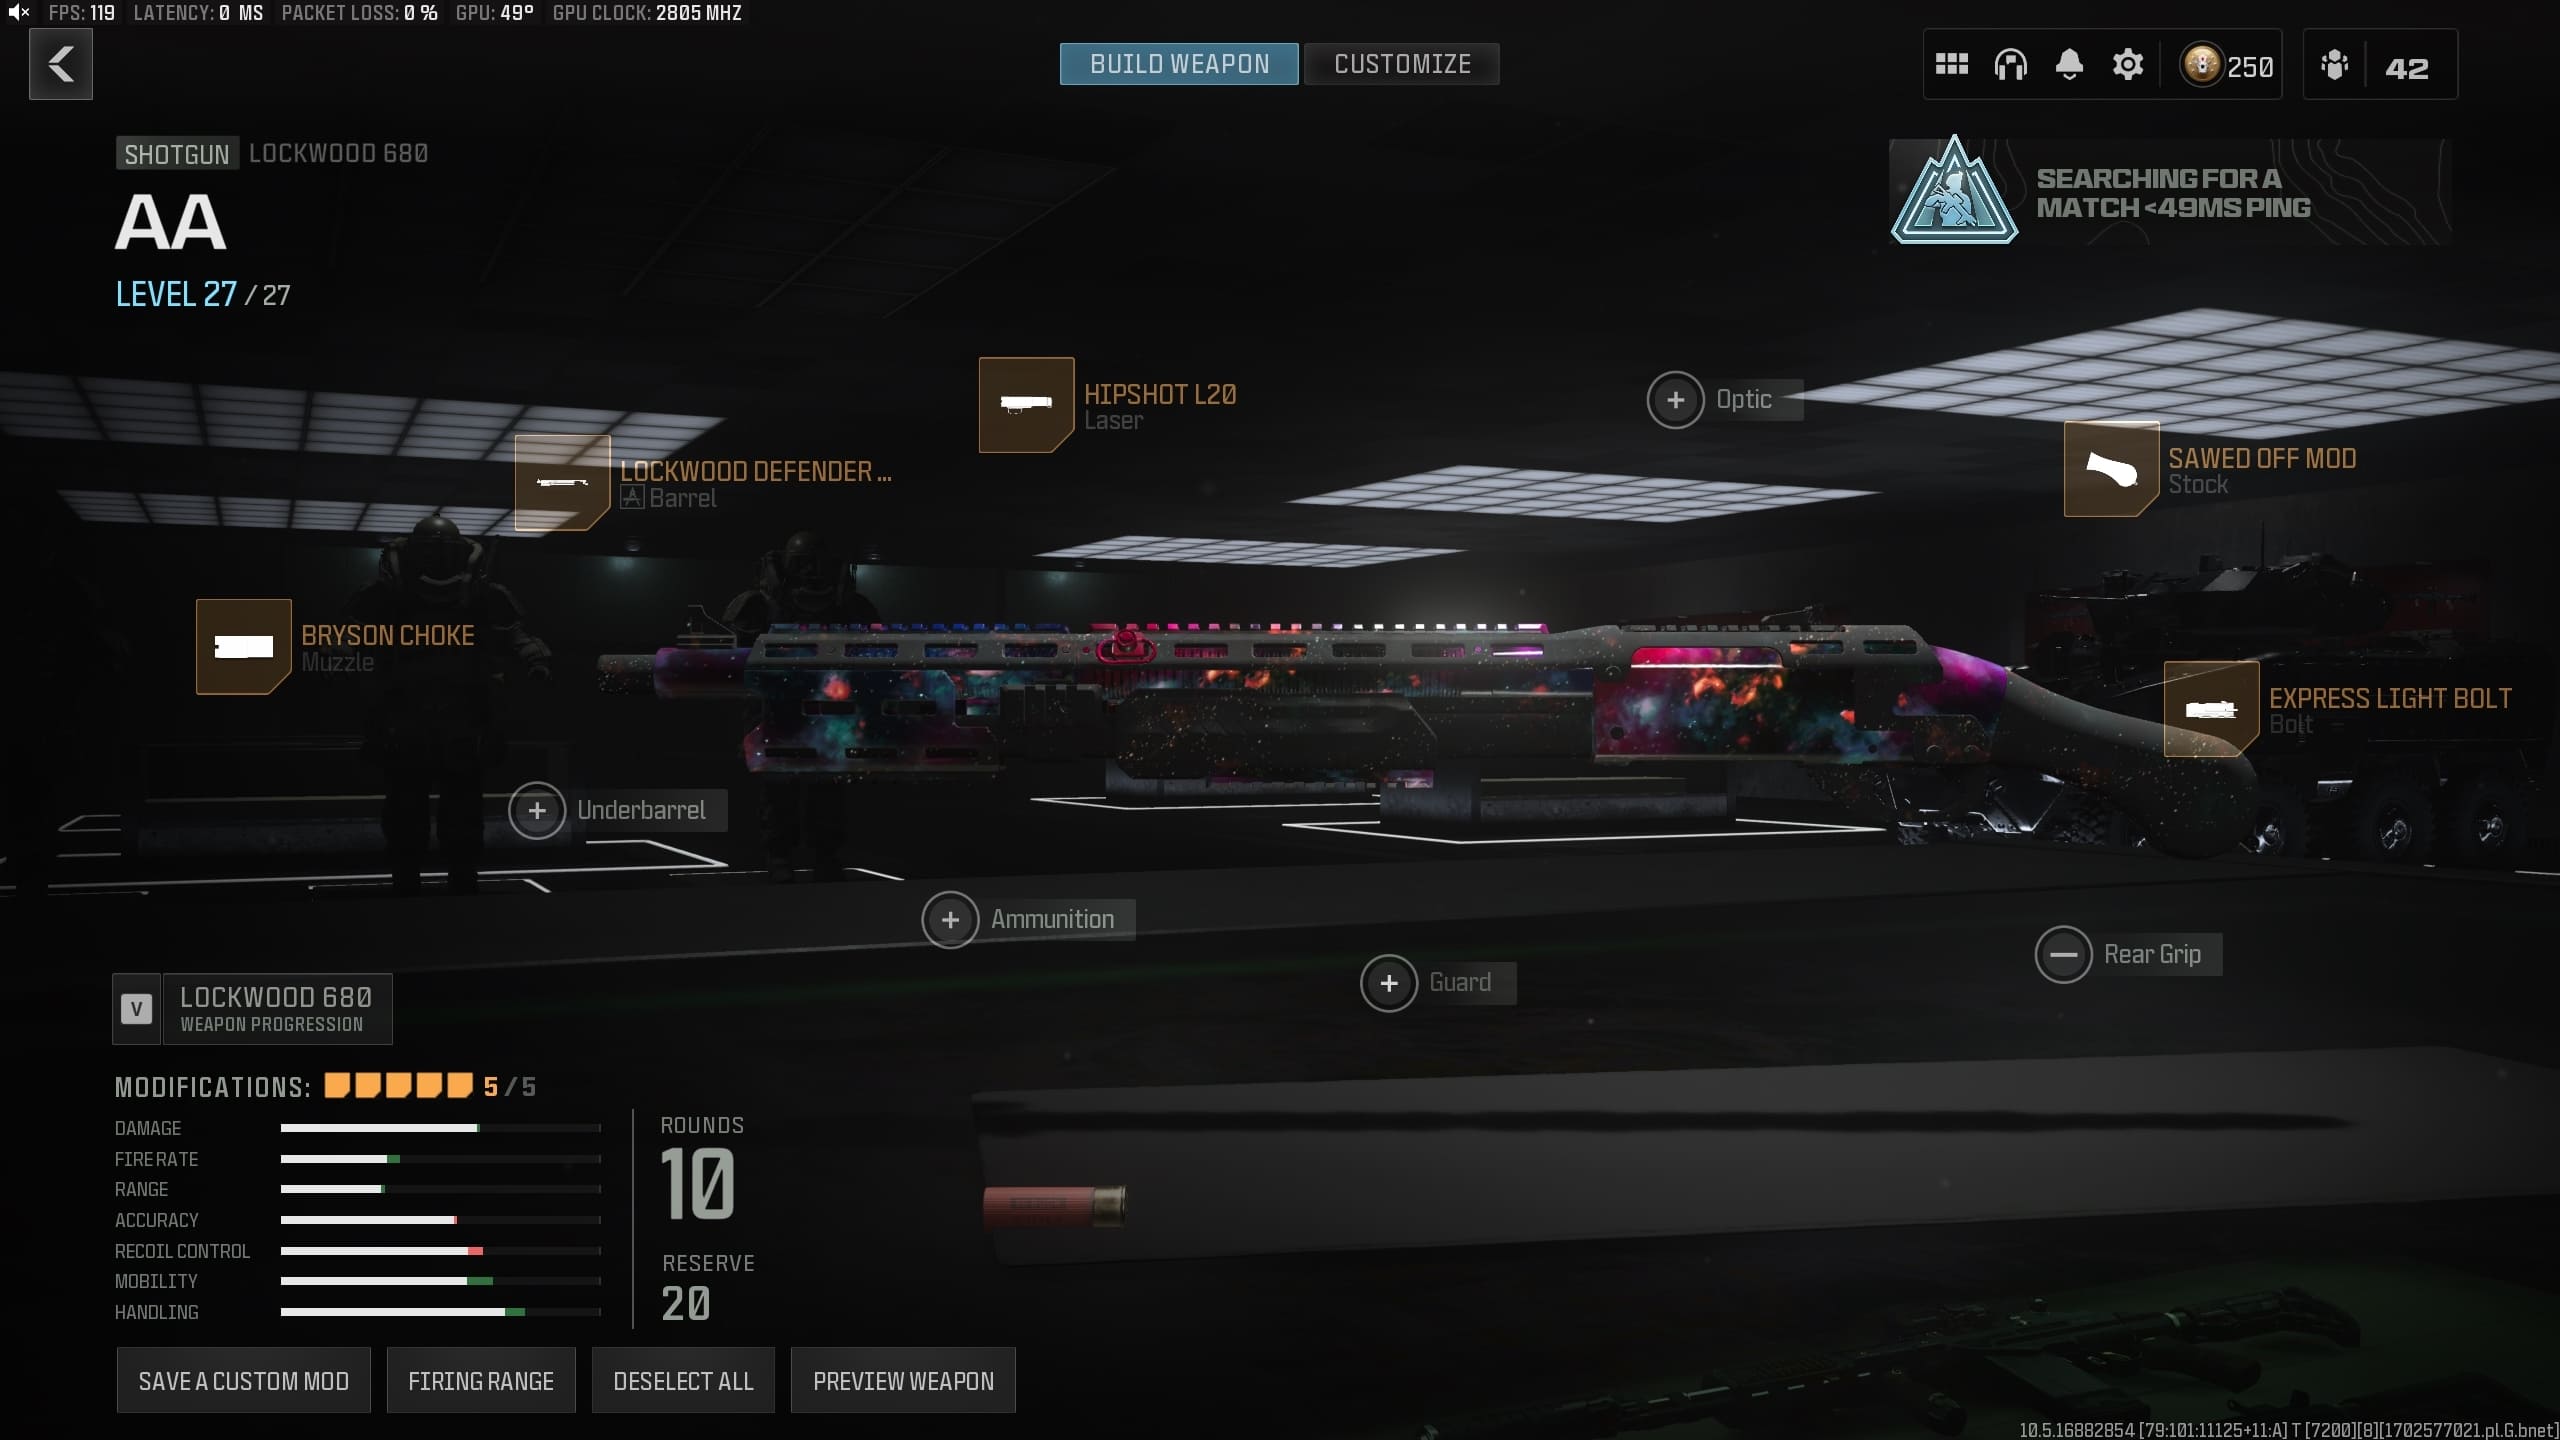 FPS: 119 LATENCY: 0 MS PACKET LOSS: 0 % GPU: 49° GPU CLOCK: 2805 MHZ
BUILD WEAPON
CUSTOMIZE
250
42
SHOTGUN LOCKWOOD 680
AA
LEVEL 27 / 27
SEARCHING FOR A
MATCH <49MS PING
HIPSHOT L20
Laser
Optic
LOCKWOOD DEFENDER ...
Barrel
SAWED OFF MOD
Stock
BRYSON CHOKE
Muzzle
EXPRESS LIGHT BOLT
Bolt
Underbarrel
Ammunition
Guard
Rear Grip
V
LOCKWOOD 680
WEAPON PROGRESSION
MODIFICATIONS: 5 / 5
DAMAGE
FIRE RATE
RANGE
ACCURACY
RECOIL CONTROL
MOBILITY
HANDLING
ROUNDS
10
RESERVE
20
SAVE A CUSTOM MOD
FIRING RANGE
DESELECT ALL
PREVIEW WEAPON
10.5.16882854 [79:101:11125+11:A] T [7200][8][1702577021.pl.G.bnet]